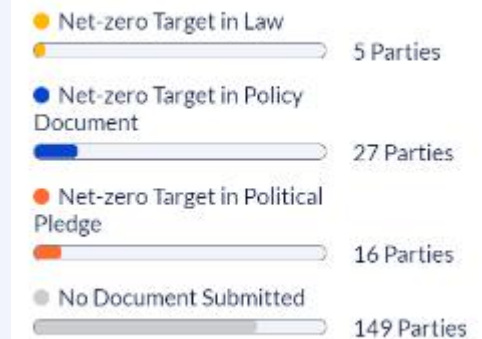 Net-zero Target in Law
5 Parties
Net-zero Target in Policy
Document
27 Parties
Net-zero Target in Political
Pledge
16 Parties
No Document Submitted
149 Parties